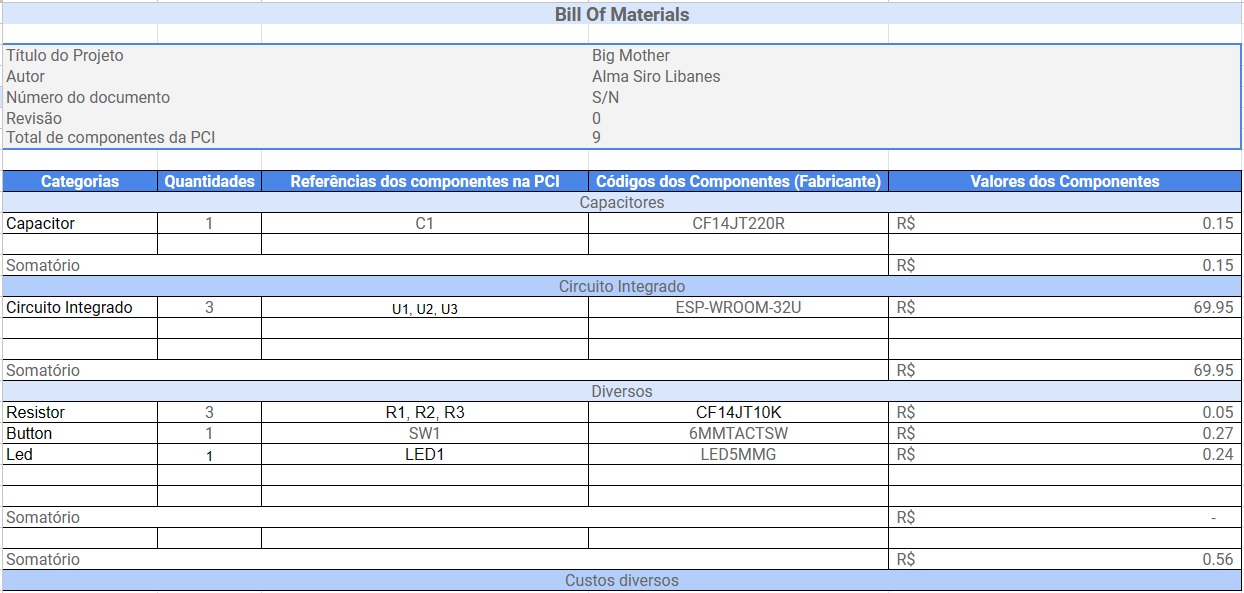 Bill Of Materials
Título do Projeto Big Mother
Autor Alma Siro Libanes
Número do documento S/N
Revisão 0
Total de componentes da PCI 9
Categorias Quantidades Referências dos componentes na PCI Códigos dos Componentes (Fabricante) Valores dos Componentes
Capacitores
Capacitor 1 C1 CF14JT220R R$ 0.15
Somatório R$ 0.15
Circuito Integrado
Circuito Integrado 3 U1, U2, U3 ESP-WROOM-32U R$ 69.95
Somatório R$ 69.95
Diversos
Resistor 3 R1, R2, R3 CF14JT10K R$ 0.05
Button 1 SW1 6MMTACTSW R$ 0.27
Led 1 LED1 LED5MMG R$ 0.24
Somatório R$ -
Somatório R$ 0.56
Custos diversos